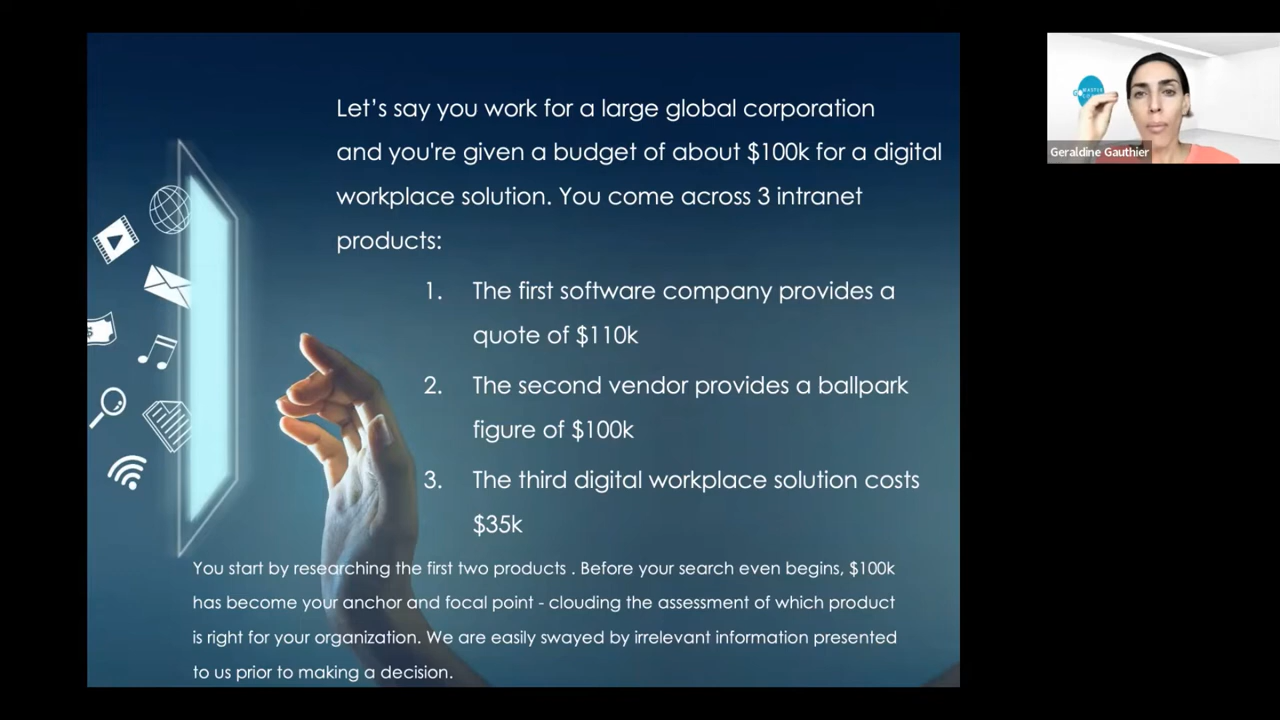 Let’s say you work for a large global corporation
and you're given a budget of about $100k for a digital
workplace solution. You come across 3 intranet
products:
1. The first software company provides a
quote of $110k
2. The second vendor provides a ballpark
figure of $100k
3. The third digital workplace solution costs
$35k
You start by researching the first two products . Before your search even begins, $100k
has become your anchor and focal point - clouding the assessment of which product
is right for your organization. We are easily swayed by irrelevant information presented
to us prior to making a decision.
Geraldine Gauthier